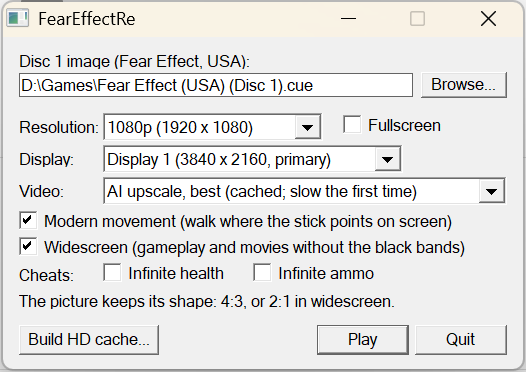 FearEffectRe
Disc 1 image (Fear Effect, USA):
D:\Games\Fear Effect (USA) (Disc 1).cue
Browse...
Resolution: 1080p (1920 x 1080) Fullscreen
Display: Display 1 (3840 x 2160, primary)
Video: AI upscale, best (cached; slow the first time)
Modern movement (walk where the stick points on screen)
Widescreen (gameplay and movies without the black bands)
Cheats: Infinite health Infinite ammo
The picture keeps its shape: 4:3, or 2:1 in widescreen.
Build HD cache... Play Quit